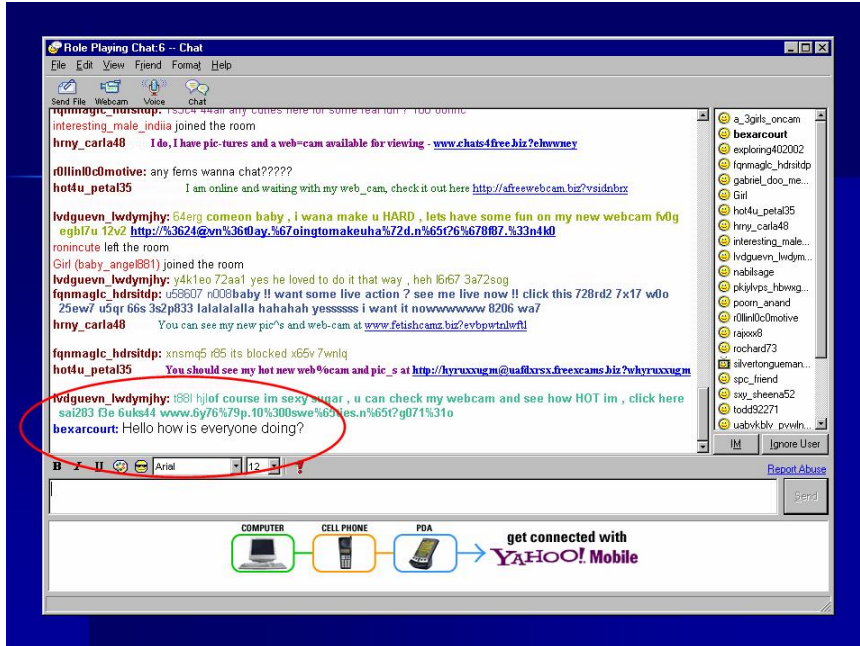 Role Playing Chat:6 -- Chat
File Edit View Friend Format Help
Send File Webcam Voice Chat
interesting_male_indiia joined the room
hrny_carla48 I do, I have pic-tures and a web=cam available for viewing - www.chats4free.biz?ehwwney
r0llinl0c0motive: any fems wanna chat?????
hot4u_petal35 I am online and waiting with my web_cam, check it out here http://afreewebcam.biz?vsidnbrx
lvdguevn_lwdymjhy: 64erg comeon baby , i wana make u HARD , lets have some fun on my new webcam fv0g
egbl7u 12v2 http://%3624@vn%36t0ay.%67oingtomakeuha%72d.n%65t?6%678f87.%33n4k0
ronincute left the room
Girl (baby_angel881) joined the room
lvdguevn_lwdymjhy: y4k1eo 72aa1 yes he loved to do it that way , heh l6r67 3a72sog
fqnmaglc_hdrsitdp: u58607 n008baby !! want some live action ? see me live now !! click this 728rd2 7x17 w0o
25ew7 u5qr 66s 3s2p833 lalalalalla hahahah yessssss i want it nowwwwww 8206 wa7
hrny_carla48 You can see my new pic^s and web-cam at www.fetishcamz.biz?evbpwtnlwftl
fqnmaglc_hdrsitdp: xnsmq5 r85 its blocked x65v 7wnlq
hot4u_petal35 You should see my hot new web%cam and pic_s at http://hyruxxugm@uafdxrsx.freexcams.biz?whyruxxugm
lvdguevn_lwdymjhy: t88l hjlof course im sexy sugar , u can check my webcam and see how HOT im , click here
sai283 f3e 6uks44 www.6y76%79p.10%300swe%65ties.n%65t?g071%31o
bexarcourt: Hello how is everyone doing?
a_3girls_oncam
bexarcourt
exploring402002
fqnmaglc_hdrsitdp
gabriel_doo_me...
Girl
hot4u_petal35
hrny_carla48
interesting_male...
lvdguevn_lwdym...
nabilsage
pkjylvps_hbwxg...
poorn_anand
r0llinl0c0motive
rajxxx8
rochard73
silvertongueman...
spc_friend
sxy_sheena52
todd92271
uabvkblv_pvwln...
IM Ignore User
B I U Arial 12
Report Abuse
Send
COMPUTER CELL PHONE PDA
get connected with
YAHOO! Mobile